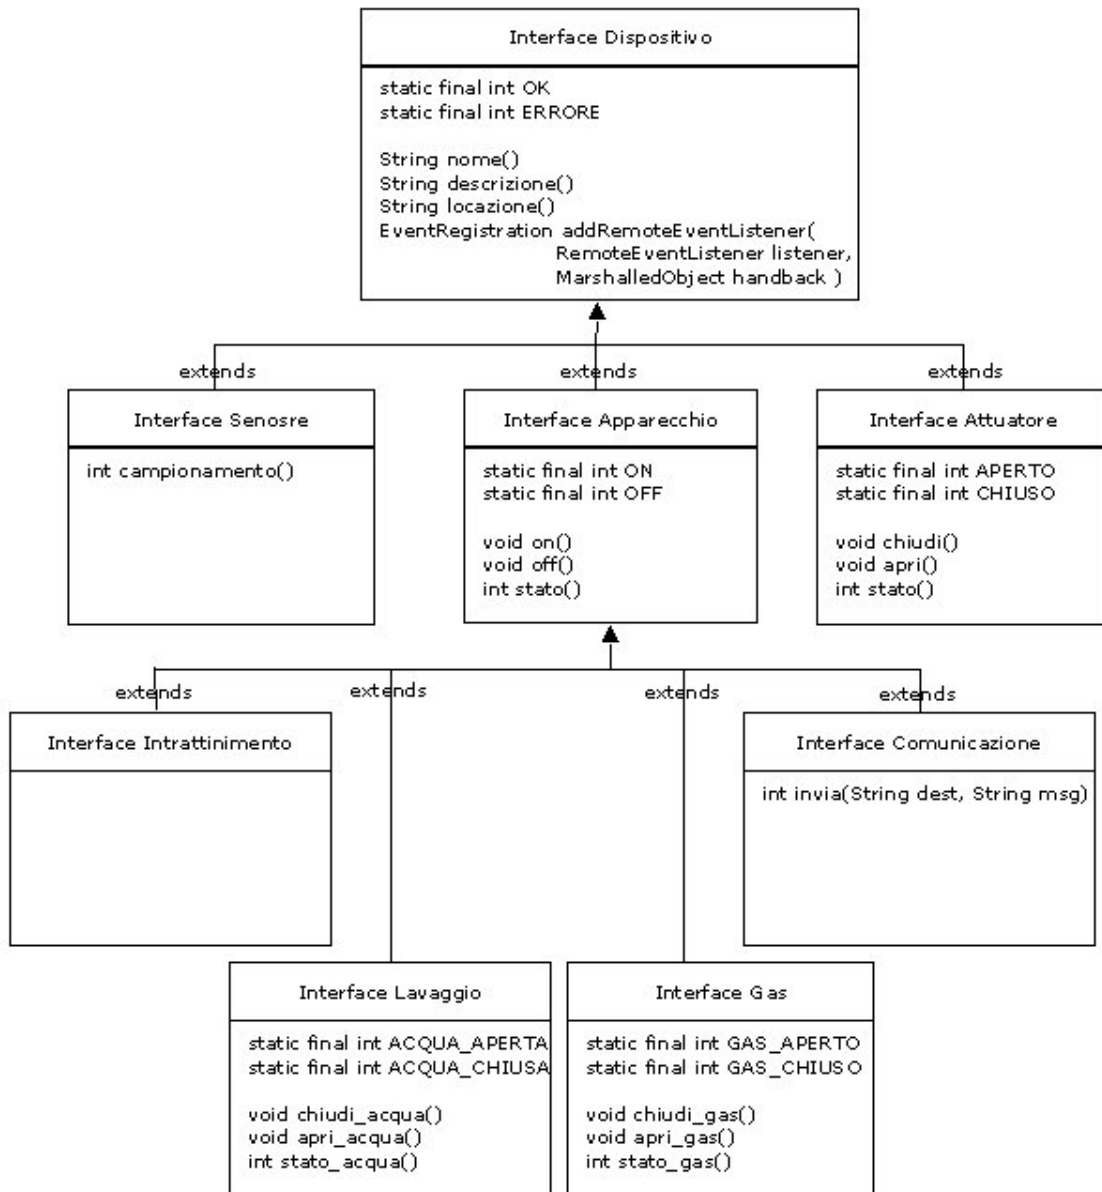 Interface Dispositivo
static final int OK
static final int ERRORE
String nome()
String descrizione()
String locazione()
EventRegistration addRemoteEventListener(
RemoteEventListener listener,
MarshalledObject handback )
extends
extends
extends
Interface Senosre
int campionamento()
Interface Apparecchio
static final int ON
static final int OFF
void on()
void off()
int stato()
Interface Attuatore
static final int APERTO
static final int CHIUSO
void chiudi()
void apri()
int stato()
extends
extends
extends
extends
Interface Intrattinimento
Interface Comunicazione
int invia(String dest, String msg)
Interface Lavaggio
static final int ACQUA_APERTA
static final int ACQUA_CHIUSA
void chiudi_acqua()
void apri_acqua()
int stato_acqua()
Interface Gas
static final int GAS_APERTO
static final int GAS_CHIUSO
void chiudi_gas()
void apri_gas()
int stato_gas()